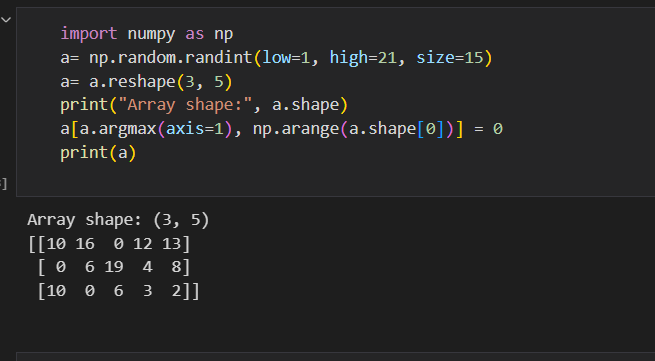 import numpy as np
a= np.random.randint(low=1, high=21, size=15)
a= a.reshape(3, 5)
print("Array shape:", a.shape)
a[a.argmax(axis=1), np.arange(a.shape[0])] = 0
print(a)
]
Array shape: (3, 5)
[[10 16  0 12 13]
 [ 0  6 19  4  8]
 [10  0  6  3  2]]